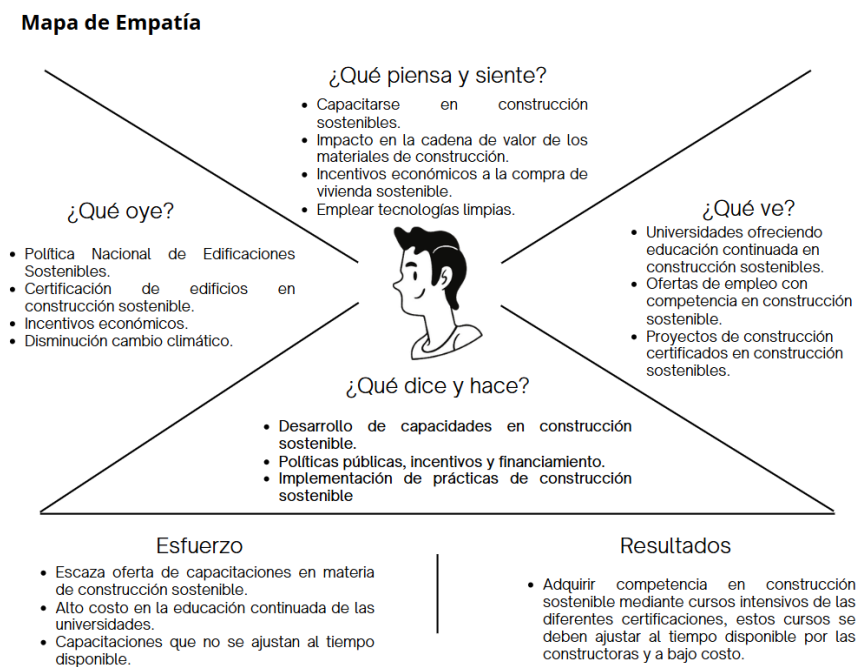 Mapa de Empatía
¿Qué piensa y siente?
• Capacitarse en construcción
sostenibles.
• Impacto en la cadena de valor de los
materiales de construcción.
• Incentivos económicos a la compra de
vivienda sostenible.
• Emplear tecnologías limpias.
¿Qué oye?
• Política Nacional de Edificaciones
Sostenibles.
• Certificación de edificios en
construcción sostenible.
• Incentivos económicos.
• Disminución cambio climático.
¿Qué ve?
• Universidades ofreciendo
educación continuada en
construcción sostenibles.
• Ofertas de empleo con
competencia en construcción
sostenible.
• Proyectos de construcción
certificados en construcción
sostenibles.
¿Qué dice y hace?
• Desarrollo de capacidades en construcción
sostenible.
• Políticas públicas, incentivos y financiamiento.
• Implementación de prácticas de construcción
sostenible
Esfuerzo
• Escaza oferta de capacitaciones en materia
de construcción sostenible.
• Alto costo en la educación continuada de las
universidades.
• Capacitaciones que no se ajustan al tiempo
disponible.
Resultados
• Adquirir competencia en construcción
sostenible mediante cursos intensivos de las
diferentes certificaciones, estos cursos se
deben ajustar al tiempo disponible por las
constructoras y a bajo costo.